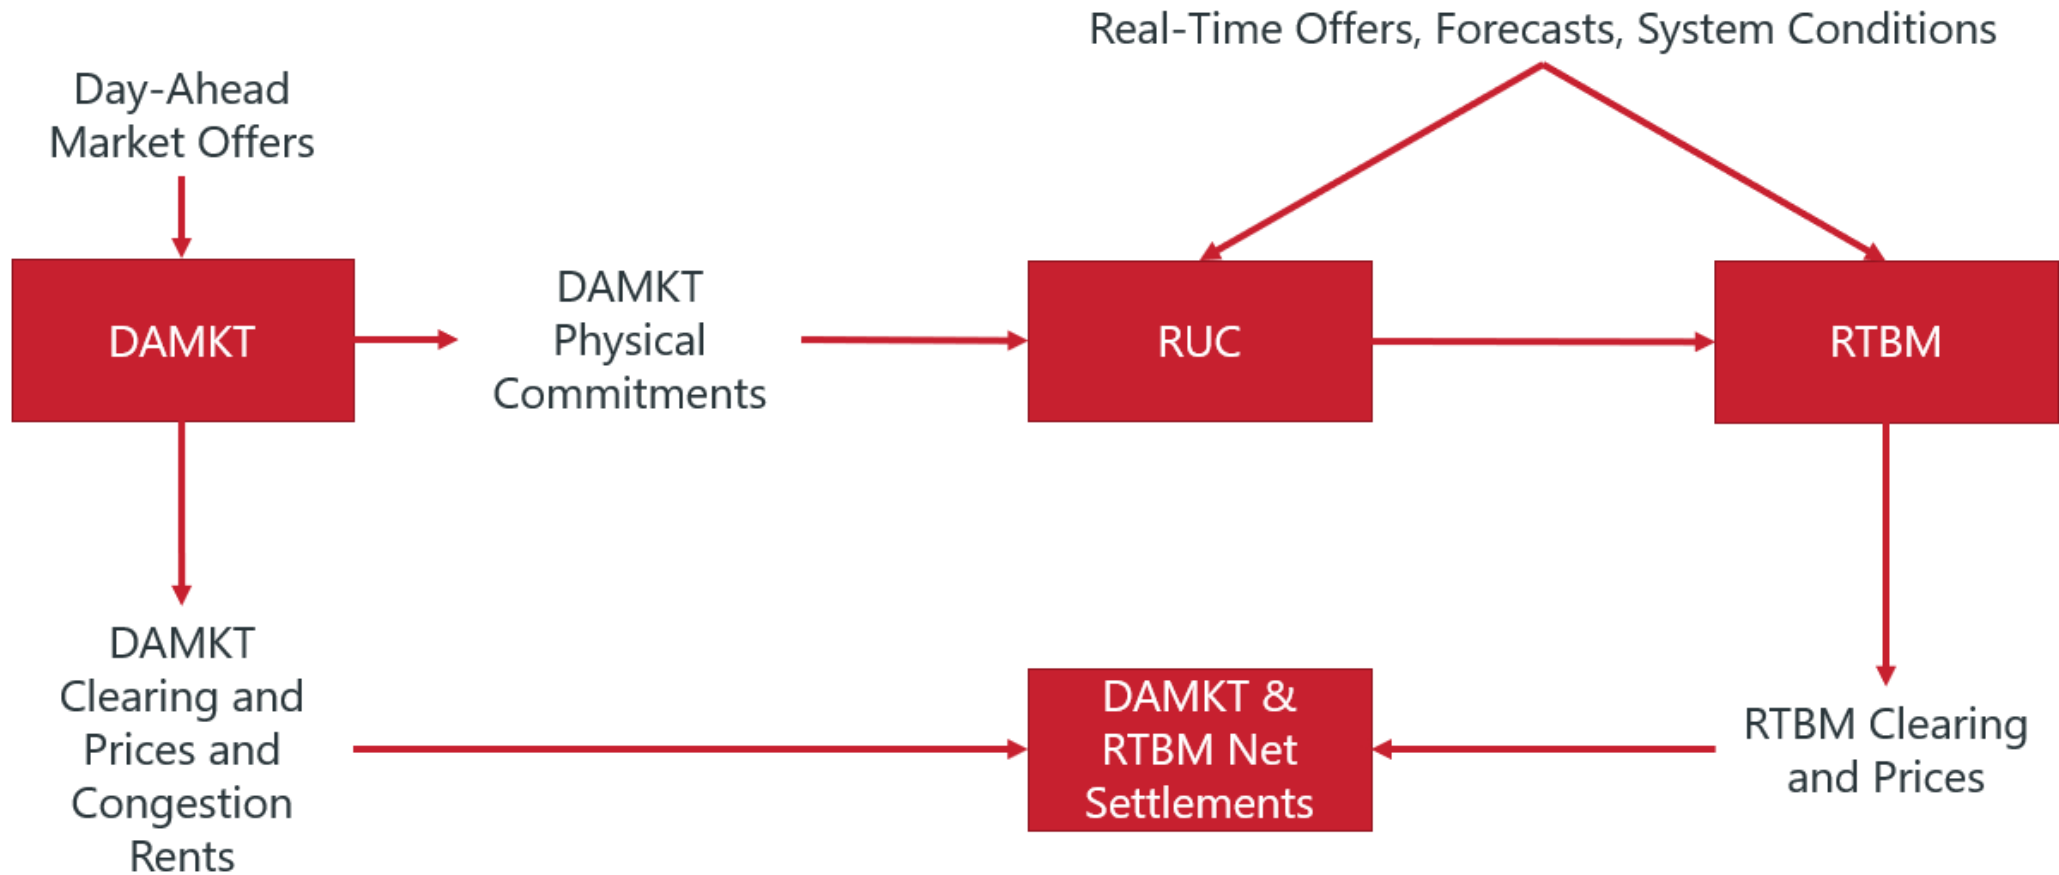 Real-Time Offers, Forecasts, System Conditions
Day-Ahead
Market Offers
DAMKT
DAMKT
Physical
Commitments
RUC
RTBM
DAMKT
Clearing and
Prices and
Congestion
Rents
DAMKT &
RTBM Net
Settlements
RTBM Clearing
and Prices